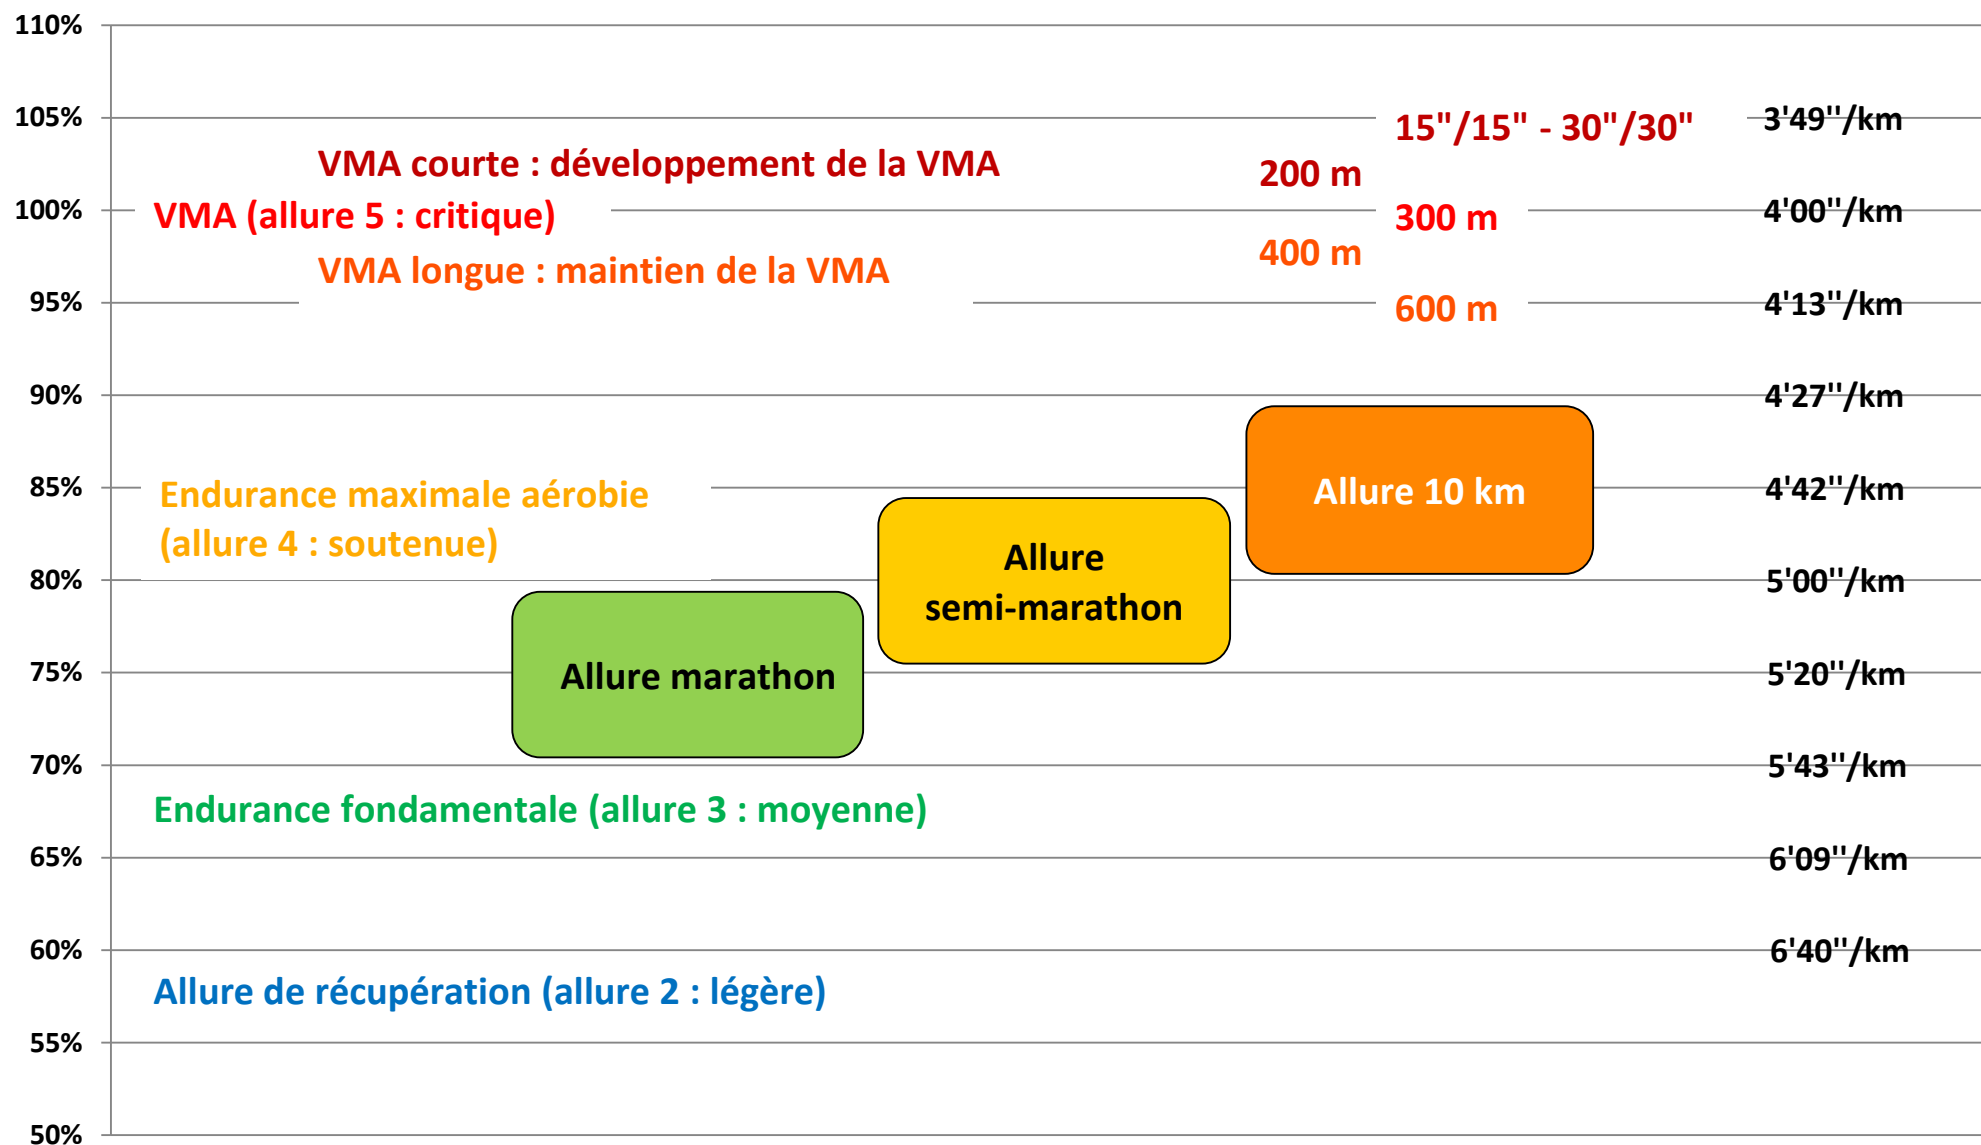 110%
105%
15"/15" - 30"/30"
3'49''/km
VMA courte : développement de la VMA
200 m
100%
VMA (allure 5 : critique)
300 m
4'00''/km
VMA longue : maintien de la VMA
400 m
95%
600 m
4'13''/km
90%
4'27''/km
85%
Endurance maximale aérobie
(allure 4 : soutenue)
Allure 10 km
4'42''/km
80%
Allure
semi-marathon
5'00''/km
75%
Allure marathon
5'20''/km
70%
5'43''/km
Endurance fondamentale (allure 3 : moyenne)
65%
6'09''/km
60%
6'40''/km
Allure de récupération (allure 2 : légère)
55%
50%